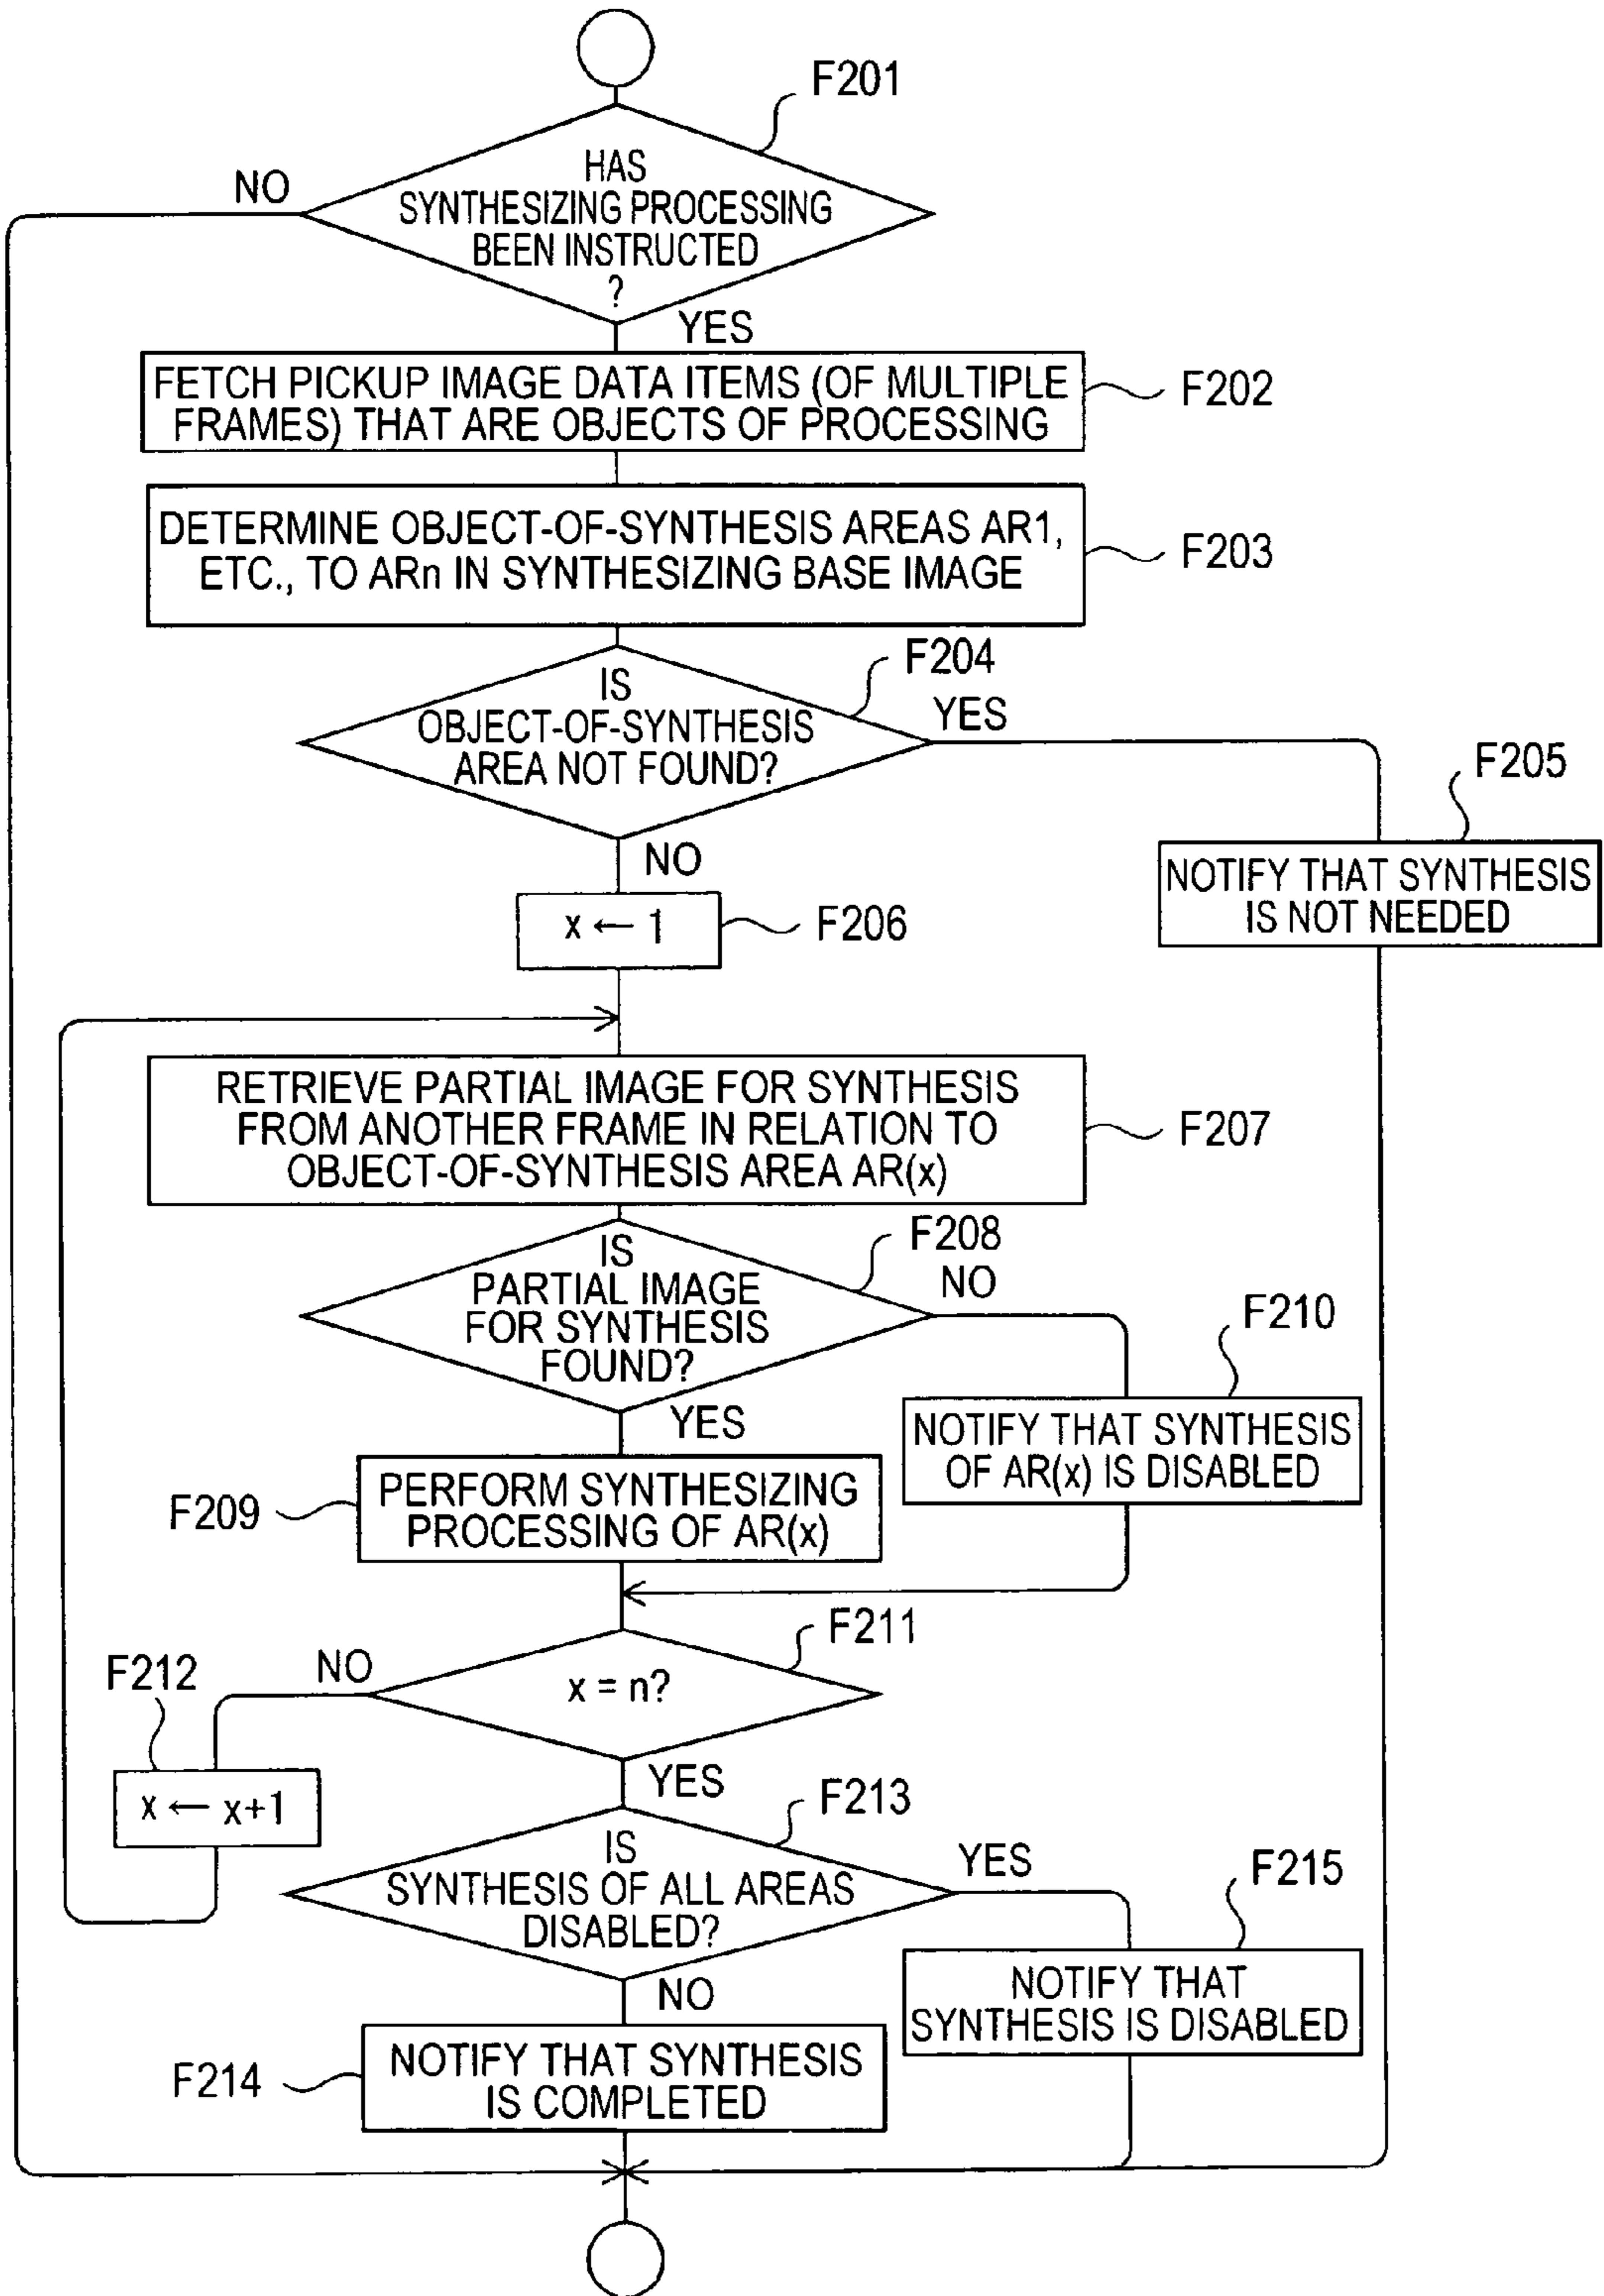 F201
HAS
SYNTHESIZING PROCESSING
BEEN INSTRUCTED
?
NO
YES
FETCH PICKUP IMAGE DATA ITEMS (OF MULTIPLE
FRAMES) THAT ARE OBJECTS OF PROCESSING
F202
DETERMINE OBJECT-OF-SYNTHESIS AREAS AR1,
ETC., TO ARn IN SYNTHESIZING BASE IMAGE
F203
F204
IS
OBJECT-OF-SYNTHESIS
AREA NOT FOUND?
YES
F205
NOTIFY THAT SYNTHESIS
IS NOT NEEDED
NO
x ← 1
F206
RETRIEVE PARTIAL IMAGE FOR SYNTHESIS
FROM ANOTHER FRAME IN RELATION TO
OBJECT-OF-SYNTHESIS AREA AR(x)
F207
F208
IS
PARTIAL IMAGE
FOR SYNTHESIS
FOUND?
NO
F210
NOTIFY THAT SYNTHESIS
OF AR(x) IS DISABLED
YES
F209
PERFORM SYNTHESIZING
PROCESSING OF AR(x)
F211
x = n?
NO
F212
x ← x+1
YES
F213
IS
SYNTHESIS OF ALL AREAS
DISABLED?
YES
F215
NOTIFY THAT
SYNTHESIS IS DISABLED
NO
F214
NOTIFY THAT SYNTHESIS
IS COMPLETED